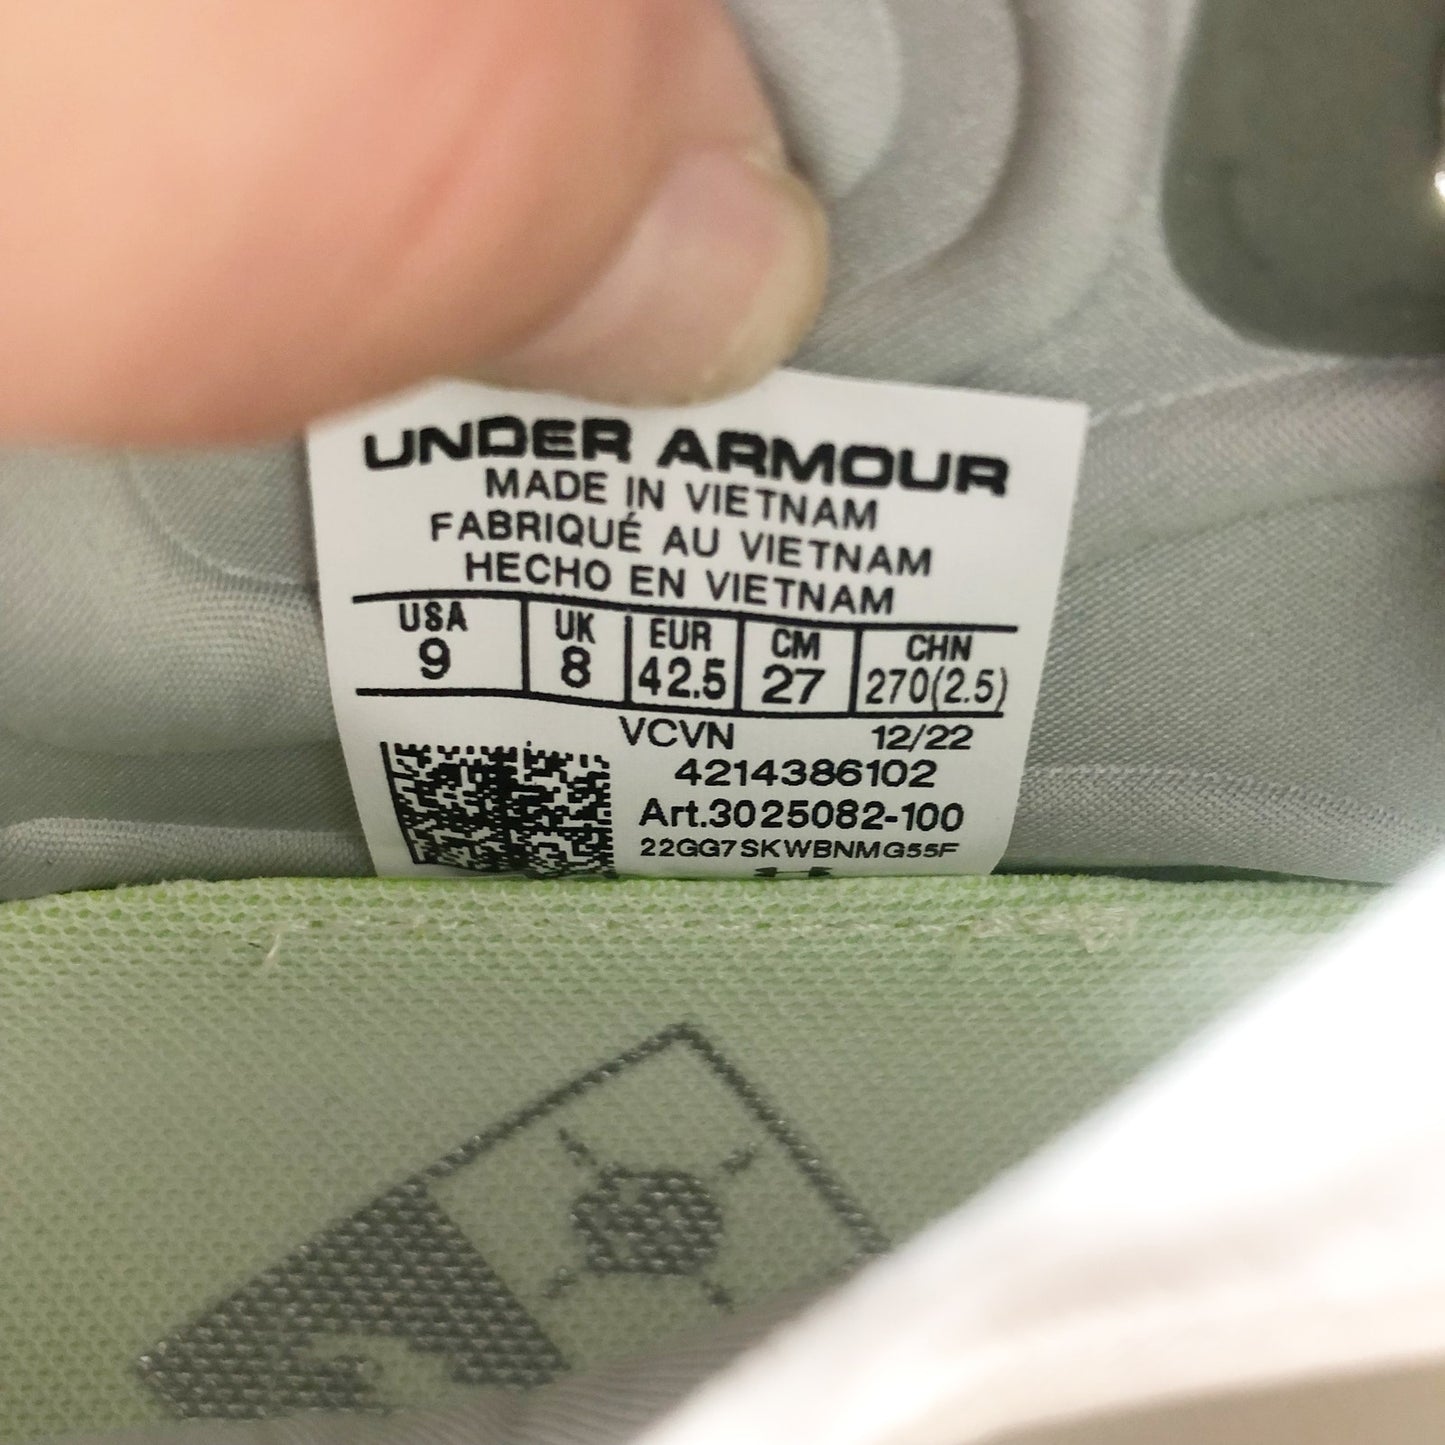 UNDER ARMOUR
MADE IN VIETNAM
FABRIQUÉ AU VIETNAM
HECHO EN VIETNAM
USA UK EUR CM CHN
9 8 42.5 27 270(2.5)
VCVN 12/22
4214386102
Art.3025082-100
22GG7SKWBNMG55F